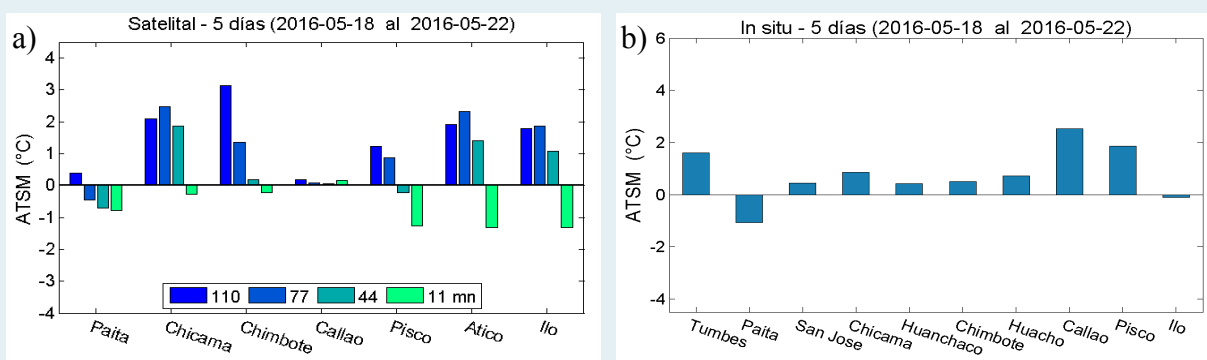 a)
Satelital - 5 días (2016-05-18 al 2016-05-22)
ATSM (°C)
4
3
2
1
0
-1
-2
-3
-4
110 77 44 11 mn
Paita Chicama Chimbote Callao Pisco Atico Ilo
b)
In situ - 5 días (2016-05-18 al 2016-05-22)
ATSM (°C)
6
4
2
0
-2
-4
Tumbes Paita San Jose Chicama Huanchaco Chimbote Huacho Callao Pisco Ilo